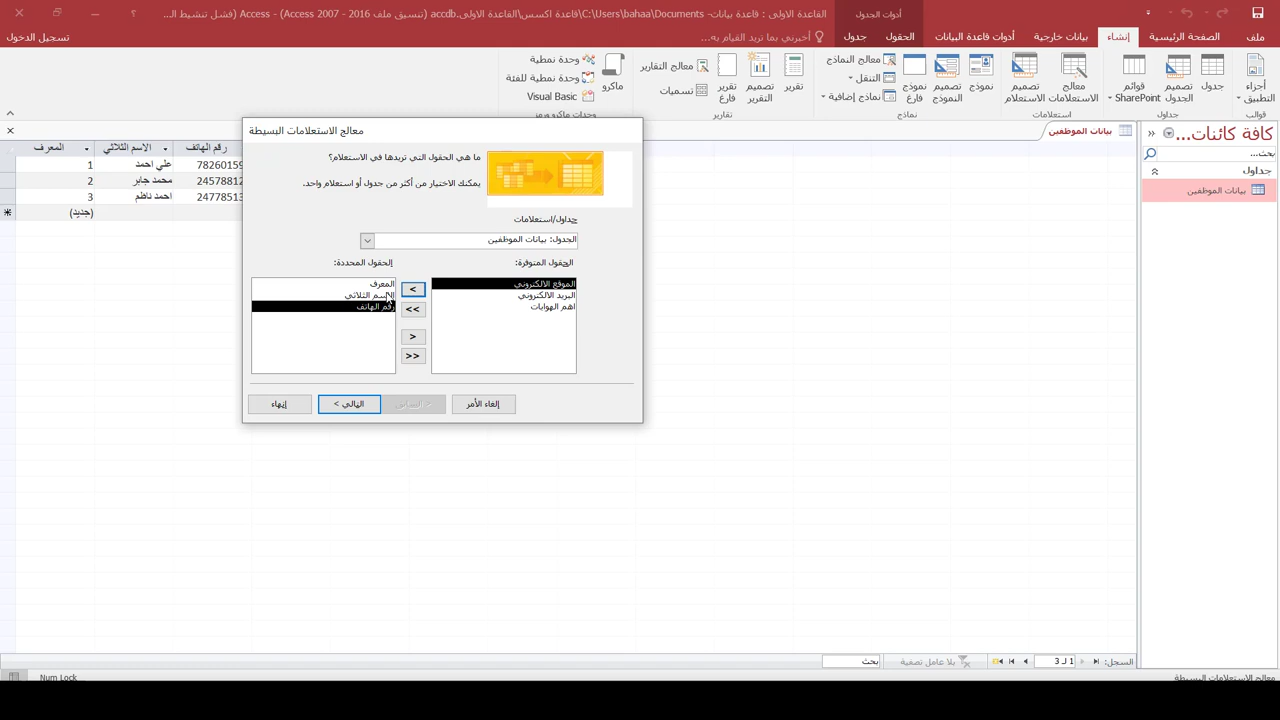 القاعدة الاولى : قاعدة بيانات- C:\Users\bahaa\Documents\قاعدة اكسس\القاعدة الاولى.accdb (تنسيق ملف Access 2007 - 2016) - Access (فشل تنشيط الـ...
أدوات الجدول
ملف
الصفحة الرئيسية
إنشاء
بيانات خارجية
أدوات قاعدة البيانات
الحقول
جدول
أخبرني بما تريد القيام به...
تسجيل الدخول
أجزاء التطبيق
جدول
تصميم الجدول
قوائم SharePoint
معالج الاستعلامات
تصميم الاستعلام
نموذج
تصميم النموذج
نموذج فارغ
معالج النماذج
التنقل
نماذج إضافية
تقرير
تصميم التقرير
تقرير فارغ
معالج التقارير
تسميات
ماكرو
وحدة نمطية
وحدة نمطية للفئة
Visual Basic
قوالب
جداول
استعلامات
نماذج
تقارير
وحدات ماكرو ورمز
كافة كائنات...
بحث...
جداول
بيانات الموظفين
بيانات الموظفين
المعرف
الاسم الثلاثي
رقم الهاتف
1
علي احمد
78260159
2
محمد جابر
24578812
3
احمد ناظم
24778513
(جديد)
معالج الاستعلامات البسيطة
ما هي الحقول التي تريدها في الاستعلام؟
يمكنك الاختيار من أكثر من جدول أو استعلام واحد.
جداول/استعلامات
الجدول: بيانات الموظفين
الحقول المتوفرة:
الحقول المحددة:
الموقع الالكتروني
البريد الالكتروني
اهم الهوايات
المعرف
الاسم الثلاثي
رقم الهاتف
<
<<
>
>>
إلغاء الأمر
< السابق
التالي >
إنهاء
السجل:
1 لـ 3
بلا عامل تصفية
بحث
معالج الاستعلامات البسيطة
Num Lock